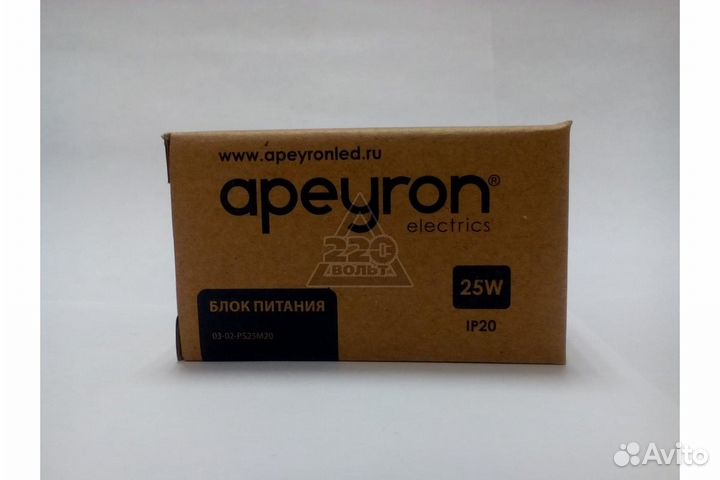 www.apeyronled.ru
apeyron®
electrics
220
ВОЛЬТ
БЛОК ПИТАНИЯ
03-02-PS25M20
25W
IP20
Avito